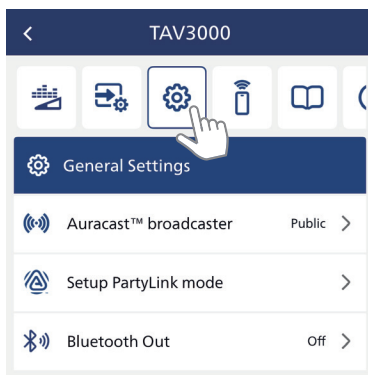 TAV3000
General Settings
Auracast™ broadcaster Public
Setup PartyLink mode
Bluetooth Out Off